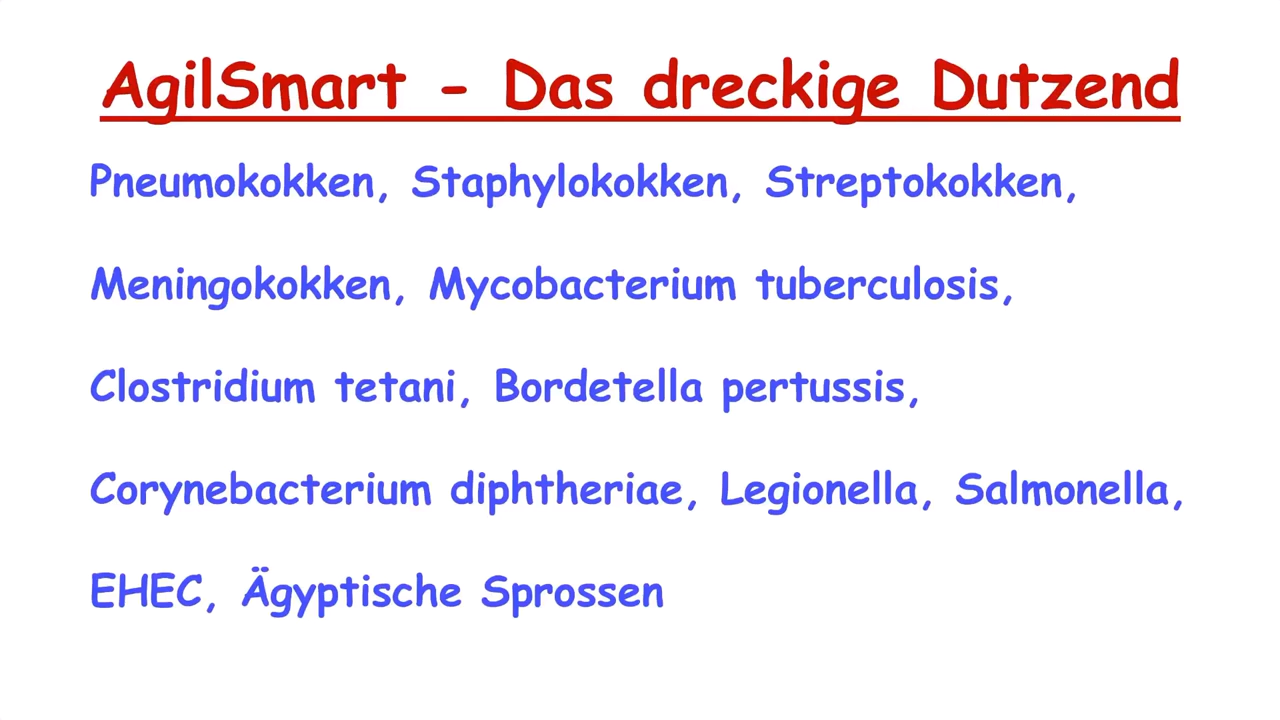 AgilSmart - Das dreckige Dutzend
Pneumokokken, Staphylokokken, Streptokokken,
Meningokokken, Mycobacterium tuberculosis,
Clostridium tetani, Bordetella pertussis,
Corynebacterium diphtheriae, Legionella, Salmonella,
EHEC, Ägyptische Sprossen